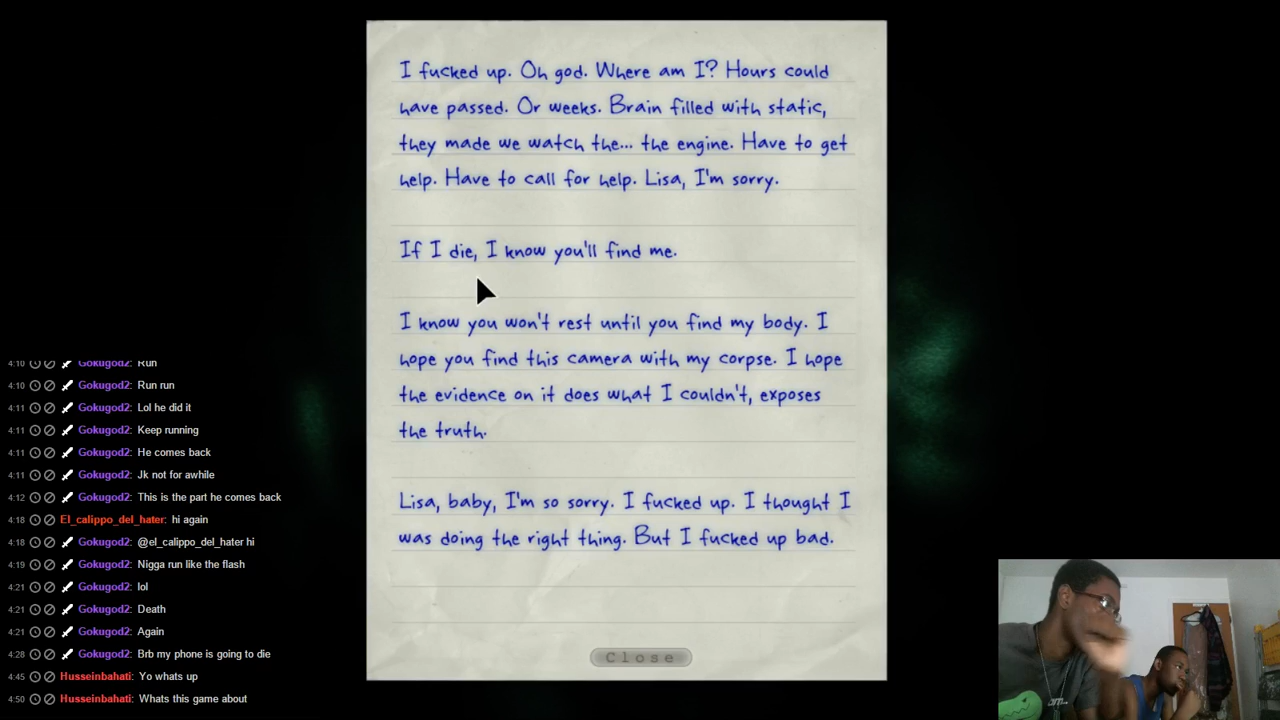 I fucked up. Oh god. Where am I? Hours could
have passed. Or weeks. Brain filled with static,
they made we watch the... the engine. Have to get
help. Have to call for help. Lisa, I'm sorry.
If I die, I know you'll find me.
I know you won't rest until you find my body. I
hope you find this camera with my corpse. I hope
the evidence on it does what I couldn't, exposes
the truth.
Lisa, baby, I'm so sorry. I fucked up. I thought I
was doing the right thing. But I fucked up bad.
Close
4:10 Gokugod2: Run
4:10 Gokugod2: Run run
4:11 Gokugod2: Lol he did it
4:11 Gokugod2: Keep running
4:11 Gokugod2: He comes back
4:11 Gokugod2: Jk not for awhile
4:12 Gokugod2: This is the part he comes back
4:18 El_calippo_del_hater: hi again
4:18 Gokugod2: @el_calippo_del_hater hi
4:19 Gokugod2: Nigga run like the flash
4:21 Gokugod2: lol
4:21 Gokugod2: Death
4:21 Gokugod2: Again
4:28 Gokugod2: Brb my phone is going to die
4:45 Husseinbahati: Yo whats up
4:50 Husseinbahati: Whats this game about